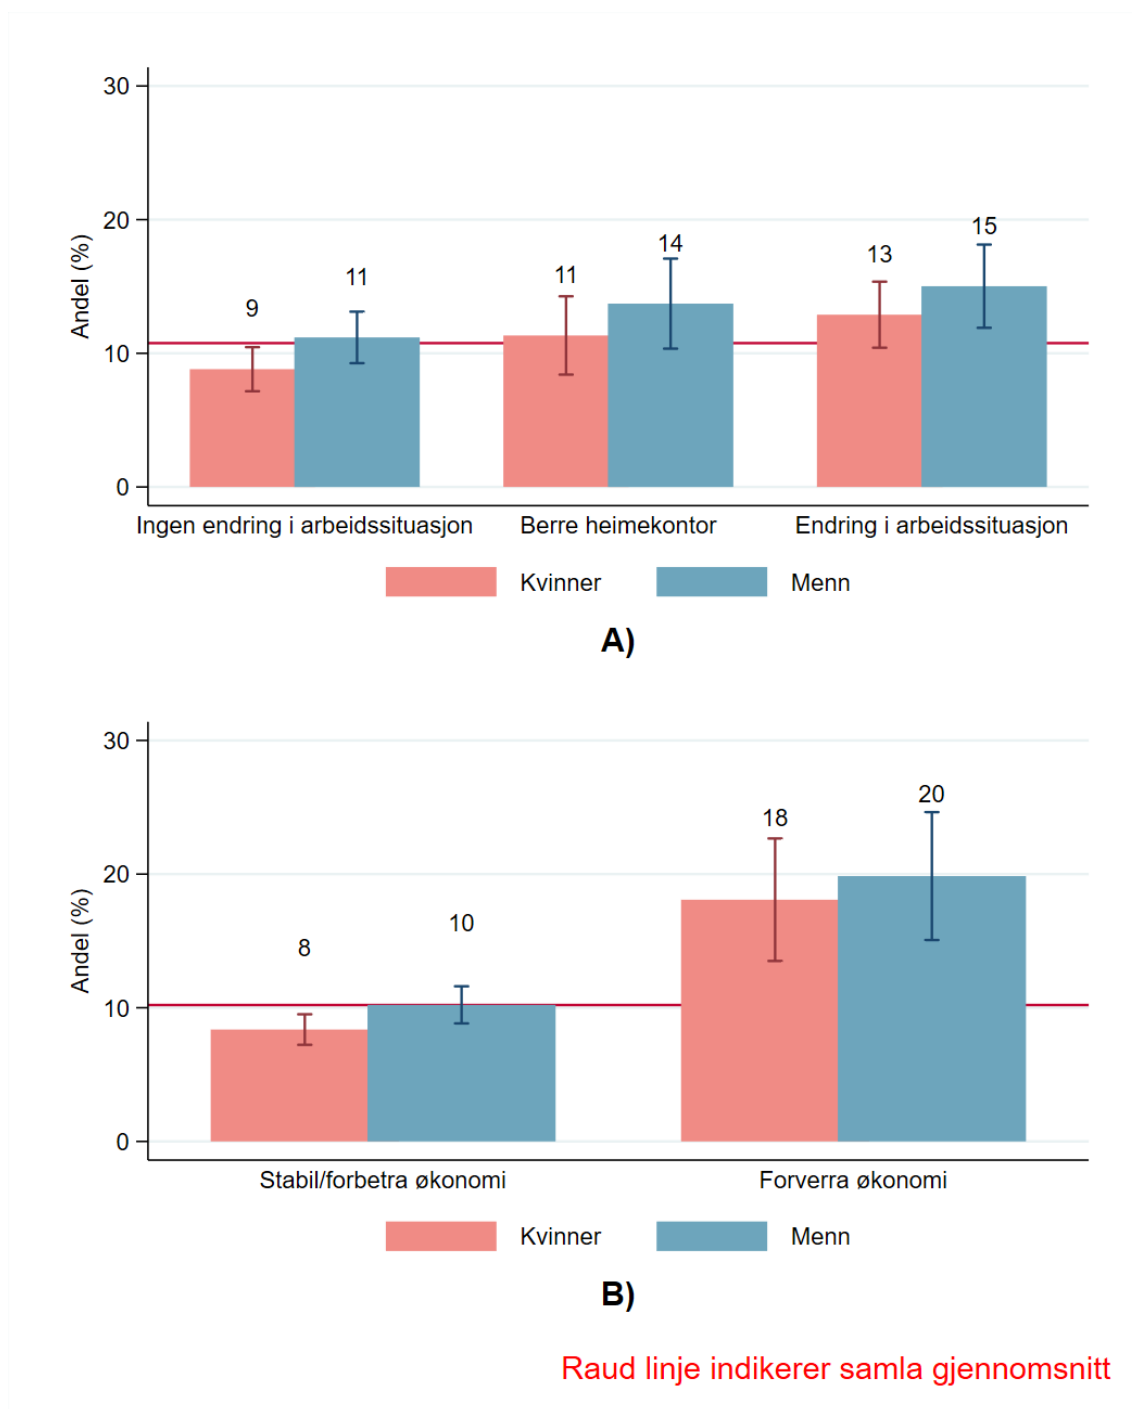 30
20
10
0
Andel (%)
9
11
11
14
13
15
Ingen endring i arbeidssituasjon
Berre heimekontor
Endring i arbeidssituasjon
Kvinner
Menn
A)
30
20
10
0
Andel (%)
8
10
18
20
Stabil/forbetra økonomi
Forverra økonomi
Kvinner
Menn
B)
Raud linje indikerer samla gjennomsnitt